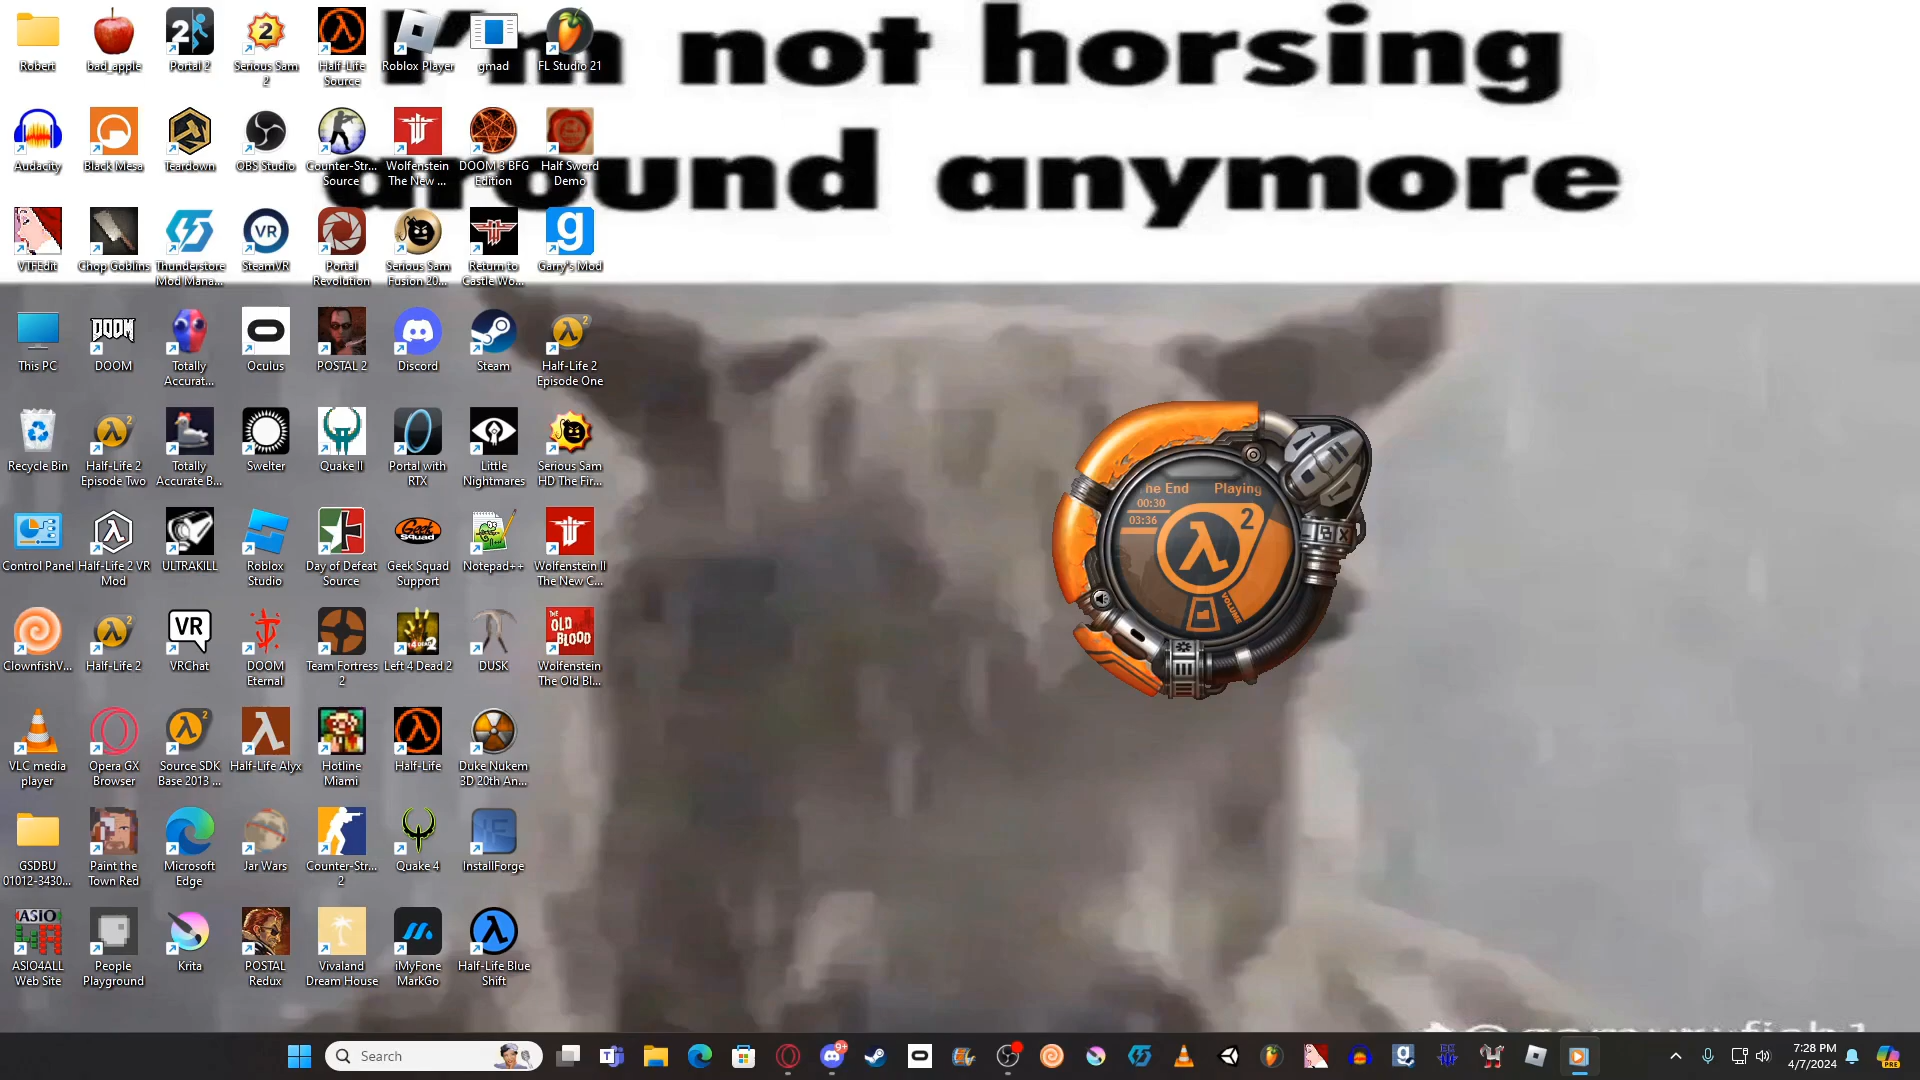 I'm not horsing
around anymore
Robert
bad_apple
Portal 2
Serious Sam
2
Half-Life
Source
Roblox Player
gmad
FL Studio 21
Audacity
Black Mesa
Teardown
OBS Studio
Counter-Str...
Source
Wolfenstein
The New ...
DOOM 3 BFG
Edition
Half Sword
Demo
VTFEdit
Chop Goblins
Thunderstore
Mod Mana...
SteamVR
Portal
Revolution
Serious Sam
Fusion 20...
Return to
Castle Wo...
Garry's Mod
This PC
DOOM
Totally
Accurat...
Oculus
POSTAL 2
Discord
Steam
Half-Life 2
Episode One
Recycle Bin
Half-Life 2
Episode Two
Totally
Accurate B...
Swelter
Quake II
Portal with
RTX
Little
Nightmares
Serious Sam
HD The Fir...
Control Panel
Half-Life 2 VR
Mod
ULTRAKILL
Roblox
Studio
Day of Defeat
Source
Geek Squad
Support
Notepad++
Wolfenstein II
The New C...
ClownfishV...
Half-Life 2
VRChat
DOOM
Eternal
Team Fortress
2
Left 4 Dead 2
DUSK
Wolfenstein
The Old Bl...
VLC media
player
Opera GX
Browser
Source SDK
Base 2013 ...
Half-Life Alyx
Hotline
Miami
Half-Life
Duke Nukem
3D 20th An...
GSDBU
01012-3430...
Paint the
Town Red
Microsoft
Edge
Jar Wars
Counter-Str...
2
Quake 4
InstallForge
ASIO4ALL
Web Site
People
Playground
Krita
POSTAL
Redux
Vivaland
Dream House
iMyFone
MarkGo
Half-Life Blue
Shift
he End Playing
00:30
03:36
2
VOLUME
Search
9+
7:28 PM
4/7/2024
PRE